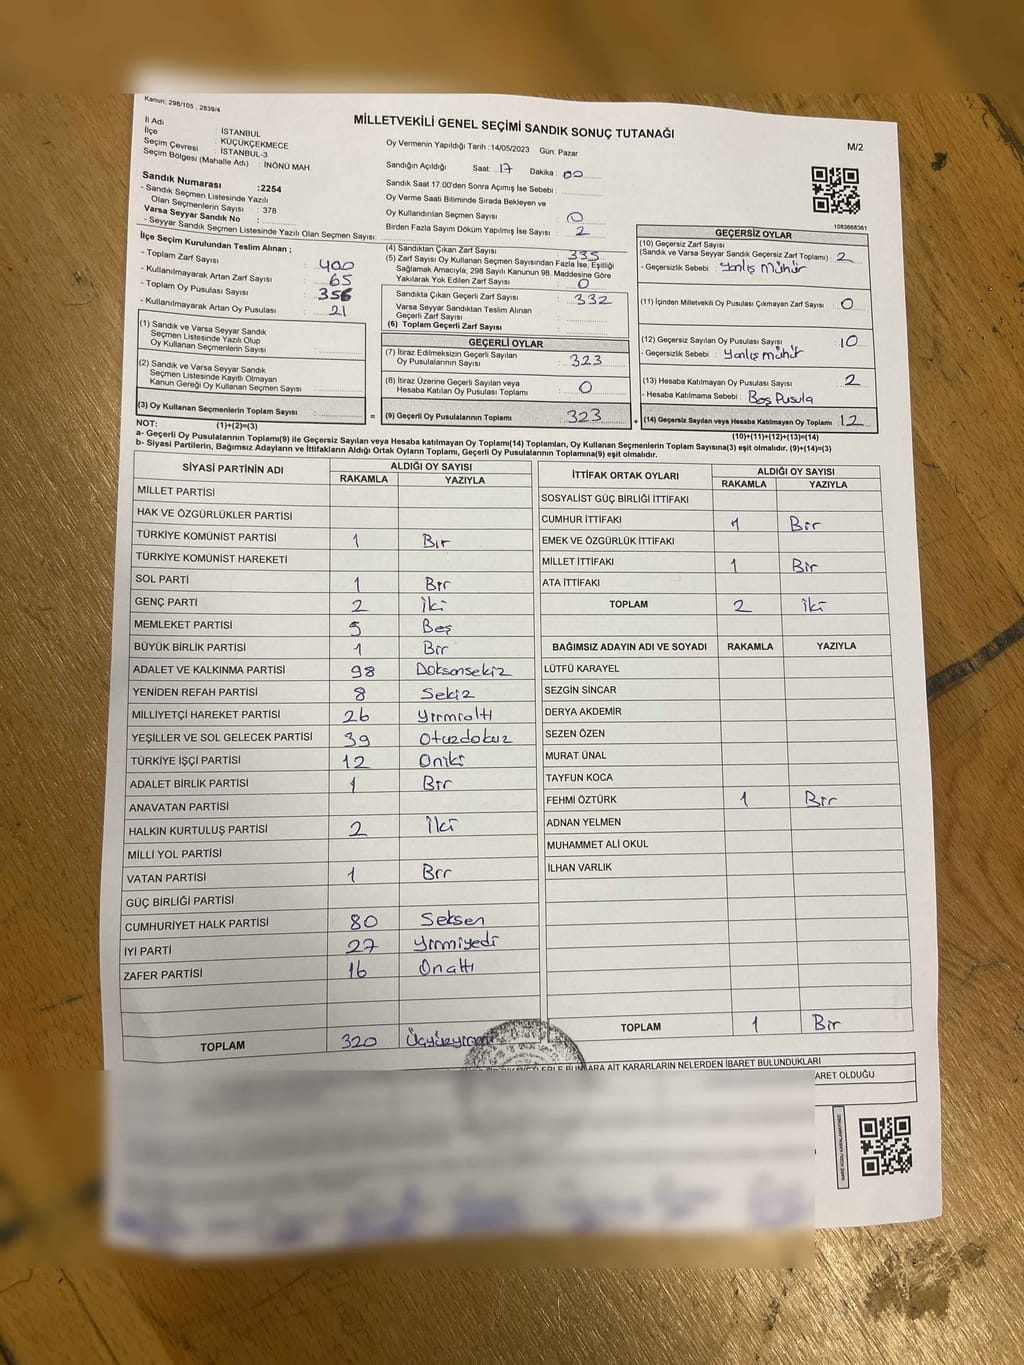 Kanun; 298/105 , 2839/4
MİLLETVEKİLİ GENEL SEÇİMİ SANDIK SONUÇ TUTANAĞI
M/2
İl Adı : İSTANBUL
İlçe : KÜÇÜKÇEKMECE
Seçim Çevresi : İSTANBUL-3
Seçim Bölgesi (Mahalle Adı) : İNÖNÜ MAH.
Sandık Numarası :2254
- Sandık Seçmen Listesinde Yazılı
Olan Seçmenlerin Sayısı : 378
Varsa Seyyar Sandık No :
- Seyyar Sandık Seçmen Listesinde Yazılı Olan Seçmen Sayısı:
Oy Vermenin Yapıldığı Tarih :14/05/2023 Gün: Pazar
Sandığın Açıldığı Saat: 17 Dakika : 00
Sandık Saat 17:00'den Sonra Açımış İse Sebebi :
Oy Verme Saati Bitiminde Sırada Bekleyen ve
Oy Kullandırılan Seçmen Sayısı : 0
Birden Fazla Sayım Döküm Yapılmış İse Sayısı : 2
1083668361
İlçe Seçim Kurulundan Teslim Alınan ;
- Toplam Zarf Sayısı : 400
- Kullanılmayarak Artan Zarf Sayısı : 65
- Toplam Oy Pusulası Sayısı : 356
- Kullanılmayarak Artan Oy Pusulası : 21
(1) Sandık ve Varsa Seyyar Sandık
Seçmen Listesinde Yazılı Olup
Oy Kullanan Seçmenlerin Sayısı :
(2) Sandık ve Varsa Seyyar Sandık
Seçmen Listesinde Kayıtlı Olmayan
Kanun Gereği Oy Kullanan Seçmen Sayısı :
(3) Oy Kullanan Seçmenlerin Toplam Sayısı :
(1)+(2)=(3)
(4) Sandıktan Çıkan Zarf Sayısı : 335
(5) Zarf Sayısı Oy Kullanan Seçmen Sayısından Fazla İse, Eşitliği
Sağlamak Amacıyla; 298 Sayılı Kanunun 98. Maddesine Göre
Yakılarak Yok Edilen Zarf Sayısı : 0
Sandıkta Çıkan Geçerli Zarf Sayısı : 332
Varsa Seyyar Sandıktan Teslim Alınan
Geçerli Zarf Sayısı :
(6) Toplam Geçerli Zarf Sayısı :
GEÇERLİ OYLAR
(7) İtiraz Edilmeksizin Geçerli Sayılan
Oy Pusulalarının Sayısı : 323
(8) İtiraz Üzerine Geçerli Sayılan veya
Hesaba Katılan Oy Pusulası Toplamı : 0
= (9) Geçerli Oy Pusulalarının Toplamı : 323
GEÇERSİZ OYLAR
(10) Geçersiz Zarf Sayısı
(Sandık ve Varsa Seyyar Sandık Geçersiz Zarf Toplamı) : 2
- Geçersizlik Sebebi : Yanlış Mühür
(11) İçinden Milletvekili Oy Pusulası Çıkmayan Zarf Sayısı : 0
(12) Geçersiz Sayılan Oy Pusulası Sayısı : 10
- Geçersizlik Sebebi : Yanlış mühür
(13) Hesaba Katılmayan Oy Pusulası Sayısı : 2
- Hesaba Katılmama Sebebi : Boş Pusula
+ (14) Geçersiz Sayılan veya Hesaba Katılmayan Oy Toplamı : 12
(10)+(11)+(12)+(13)=(14)
NOT:
a- Geçerli Oy Pusulalarının Toplamı(9) ile Geçersiz Sayılan veya Hesaba katılmayan Oy Toplamı(14) Toplamları, Oy Kullanan Seçmenlerin Toplam Sayısına(3) eşit olmalıdır. (9)+(14)=(3)
b- Siyasi Partilerin, Bağımsız Adayların ve İttifakların Aldığı Ortak Oyların Toplamı, Geçerli Oy Pusulalarının Toplamına(9) eşit olmalıdır.
SİYASİ PARTİNİN ADI ALDIĞI OY SAYISI
RAKAMLA YAZIYLA
MİLLET PARTİSİ
HAK VE ÖZGÜRLÜKLER PARTİSİ
TÜRKİYE KOMÜNİST PARTİSİ 1 Bir
TÜRKİYE KOMÜNİST HAREKETİ
SOL PARTİ 1 Bir
GENÇ PARTİ 2 İki
MEMLEKET PARTİSİ 5 Beş
BÜYÜK BİRLİK PARTİSİ 1 Bir
ADALET VE KALKINMA PARTİSİ 98 Doksansekiz
YENİDEN REFAH PARTİSİ 8 Sekiz
MİLLİYETÇİ HAREKET PARTİSİ 26 Yirmialtı
YEŞİLLER VE SOL GELECEK PARTİSİ 39 Otuzdokuz
TÜRKİYE İŞÇİ PARTİSİ 12 Oniki
ADALET BİRLİK PARTİSİ 1 Bir
ANAVATAN PARTİSİ
HALKIN KURTULUŞ PARTİSİ 2 İki
MİLLİ YOL PARTİSİ
VATAN PARTİSİ 1 Bir
GÜÇ BİRLİĞİ PARTİSİ
CUMHURİYET HALK PARTİSİ 80 Seksen
İYİ PARTİ 27 Yirmiyedi
ZAFER PARTİSİ 16 Onaltı
TOPLAM 320
İTTİFAK ORTAK OYLARI ALDIĞI OY SAYISI
RAKAMLA YAZIYLA
SOSYALİST GÜÇ BİRLİĞİ İTTİFAKI
CUMHUR İTTİFAKI 1 Bir
EMEK VE ÖZGÜRLÜK İTTİFAKI
MİLLET İTTİFAKI 1 Bir
ATA İTTİFAKI
TOPLAM 2 İki
BAĞIMSIZ ADAYIN ADI VE SOYADI RAKAMLA YAZIYLA
LÜTFÜ KARAYEL
SEZGİN SİNCAR
DERYA AKDEMİR
SEZEN ÖZEN
MURAT ÜNAL
TAYFUN KOCA
FEHMİ ÖZTÜRK 1 Bir
ADNAN YELMEN
MUHAMMET ALİ OKUL
İLHAN VARLIK
TOPLAM 1 Bir
ARA AİT KARARLARIN NELERDEN İBARET BULUNDUKLARI
ARET OLDUĞU